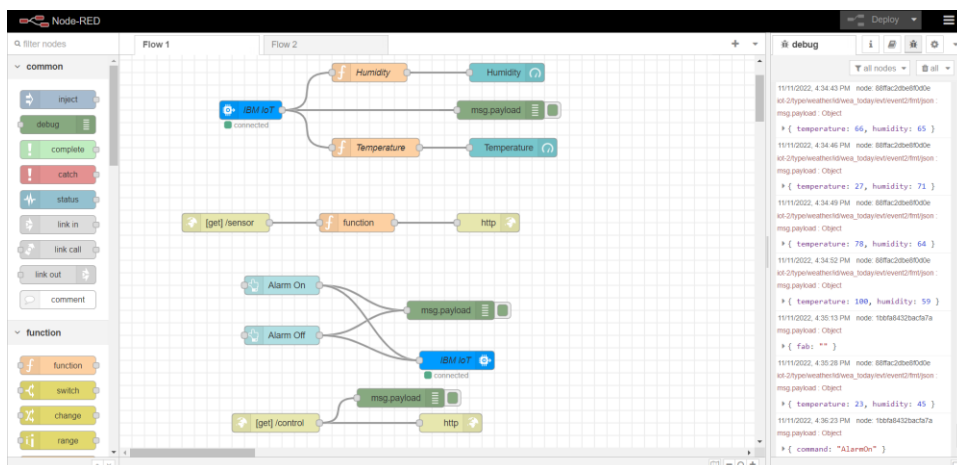 Node-RED
Deploy
filter nodes
Flow 1
Flow 2
debug
all nodes
all
common
inject
debug
complete
catch
status
link in
link call
link out
comment
function
function
switch
change
range
Humidity
Humidity
IBM IoT
connected
msg.payload
Temperature
Temperature
[get] /sensor
function
http
Alarm On
Alarm Off
msg.payload
IBM IoT
connected
msg.payload
[get] /control
http
11/11/2022, 4:34:43 PM node: 88ffac2dbe8f0d0e
iot-2/type/weather/id/wea_today/evt/event2/fmt/json :
msg.payload : Object
{ temperature: 66, humidity: 65 }
11/11/2022, 4:34:46 PM node: 88ffac2dbe8f0d0e
iot-2/type/weather/id/wea_today/evt/event2/fmt/json :
msg.payload : Object
{ temperature: 27, humidity: 71 }
11/11/2022, 4:34:49 PM node: 88ffac2dbe8f0d0e
iot-2/type/weather/id/wea_today/evt/event2/fmt/json :
msg.payload : Object
{ temperature: 78, humidity: 64 }
11/11/2022, 4:34:52 PM node: 88ffac2dbe8f0d0e
iot-2/type/weather/id/wea_today/evt/event2/fmt/json :
msg.payload : Object
{ temperature: 100, humidity: 59 }
11/11/2022, 4:35:13 PM node: 1bbfa8432bacfa7a
msg.payload : Object
{ fab: "" }
11/11/2022, 4:35:28 PM node: 88ffac2dbe8f0d0e
iot-2/type/weather/id/wea_today/evt/event2/fmt/json :
msg.payload : Object
{ temperature: 23, humidity: 45 }
11/11/2022, 4:36:23 PM node: 1bbfa8432bacfa7a
msg.payload : Object
{ command: "AlarmOn" }